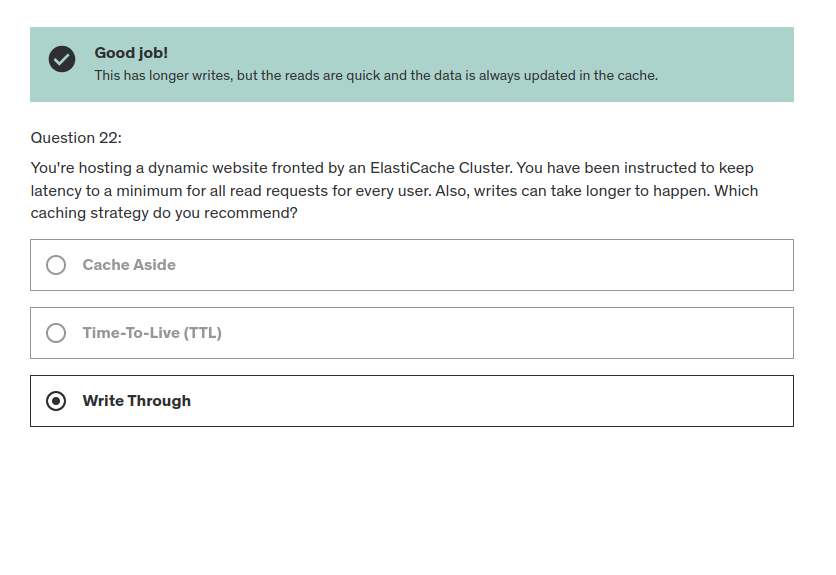 Good job!
This has longer writes, but the reads are quick and the data is always updated in the cache.
Question 22:
You're hosting a dynamic website fronted by an ElastiCache Cluster. You have been instructed to keep
latency to a minimum for all read requests for every user. Also, writes can take longer to happen. Which
caching strategy do you recommend?
Cache Aside
Time-To-Live (TTL)
Write Through